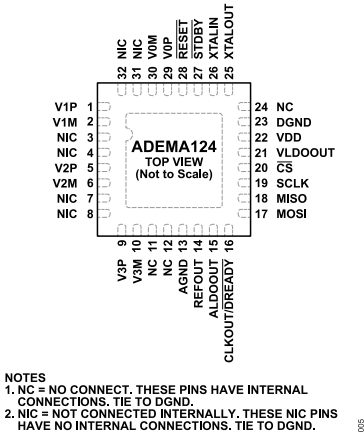 32 NIC
31 NIC
30 V0M
29 V0P
28 RESET
27 STDBY
26 XTALIN
25 XTALOUT
V1P 1
V1M 2
NIC 3
NIC 4
V2P 5
V2M 6
NIC 7
NIC 8
ADEMA124
TOP VIEW
(Not to Scale)
24 NC
23 DGND
22 VDD
21 VLDOOUT
20 CS
19 SCLK
18 MISO
17 MOSI
V3P 9
V3M 10
NC 11
NC 12
AGND 13
REFOUT 14
ALDOOUT 15
CLKOUT/DREADY 16
NOTES
1. NC = NO CONNECT. THESE PINS HAVE INTERNAL
CONNECTIONS. TIE TO DGND.
2. NIC = NOT CONNECTED INTERNALLY. THESE NIC PINS
HAVE NO INTERNAL CONNECTIONS. TIE TO DGND.
005